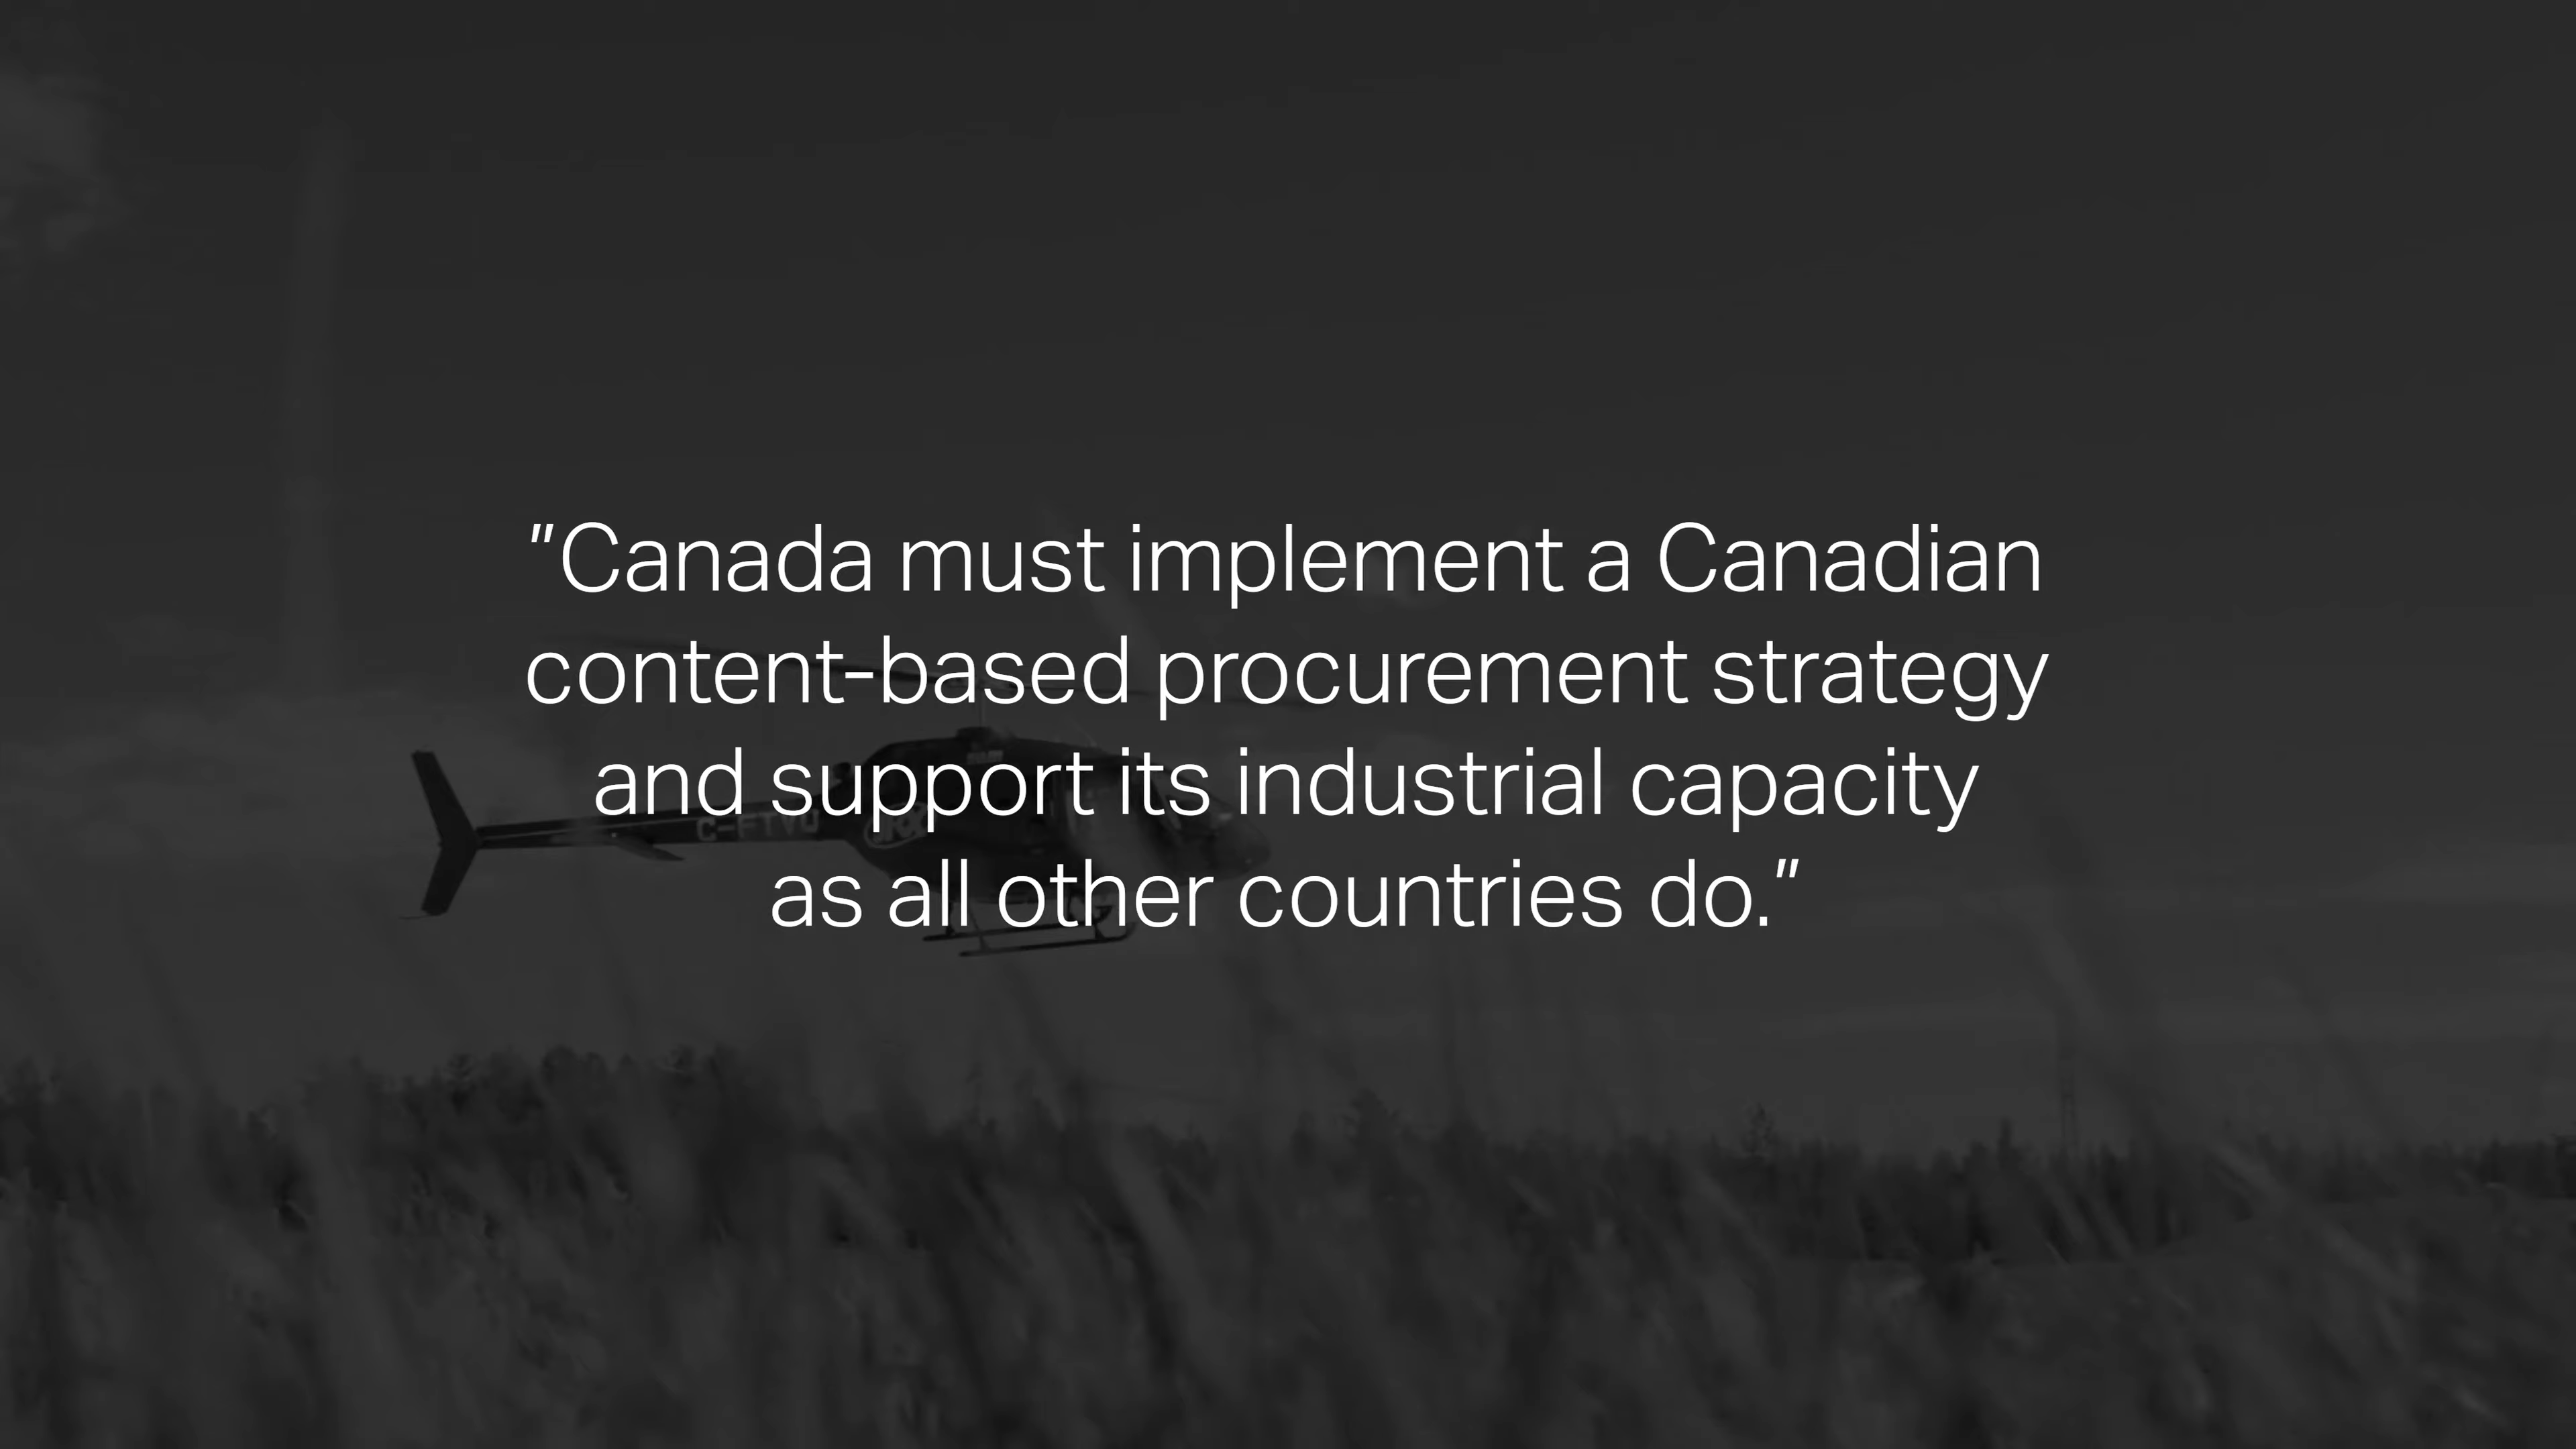 "Canada must implement a Canadian
content-based procurement strategy
and support its industrial capacity
as all other countries do."